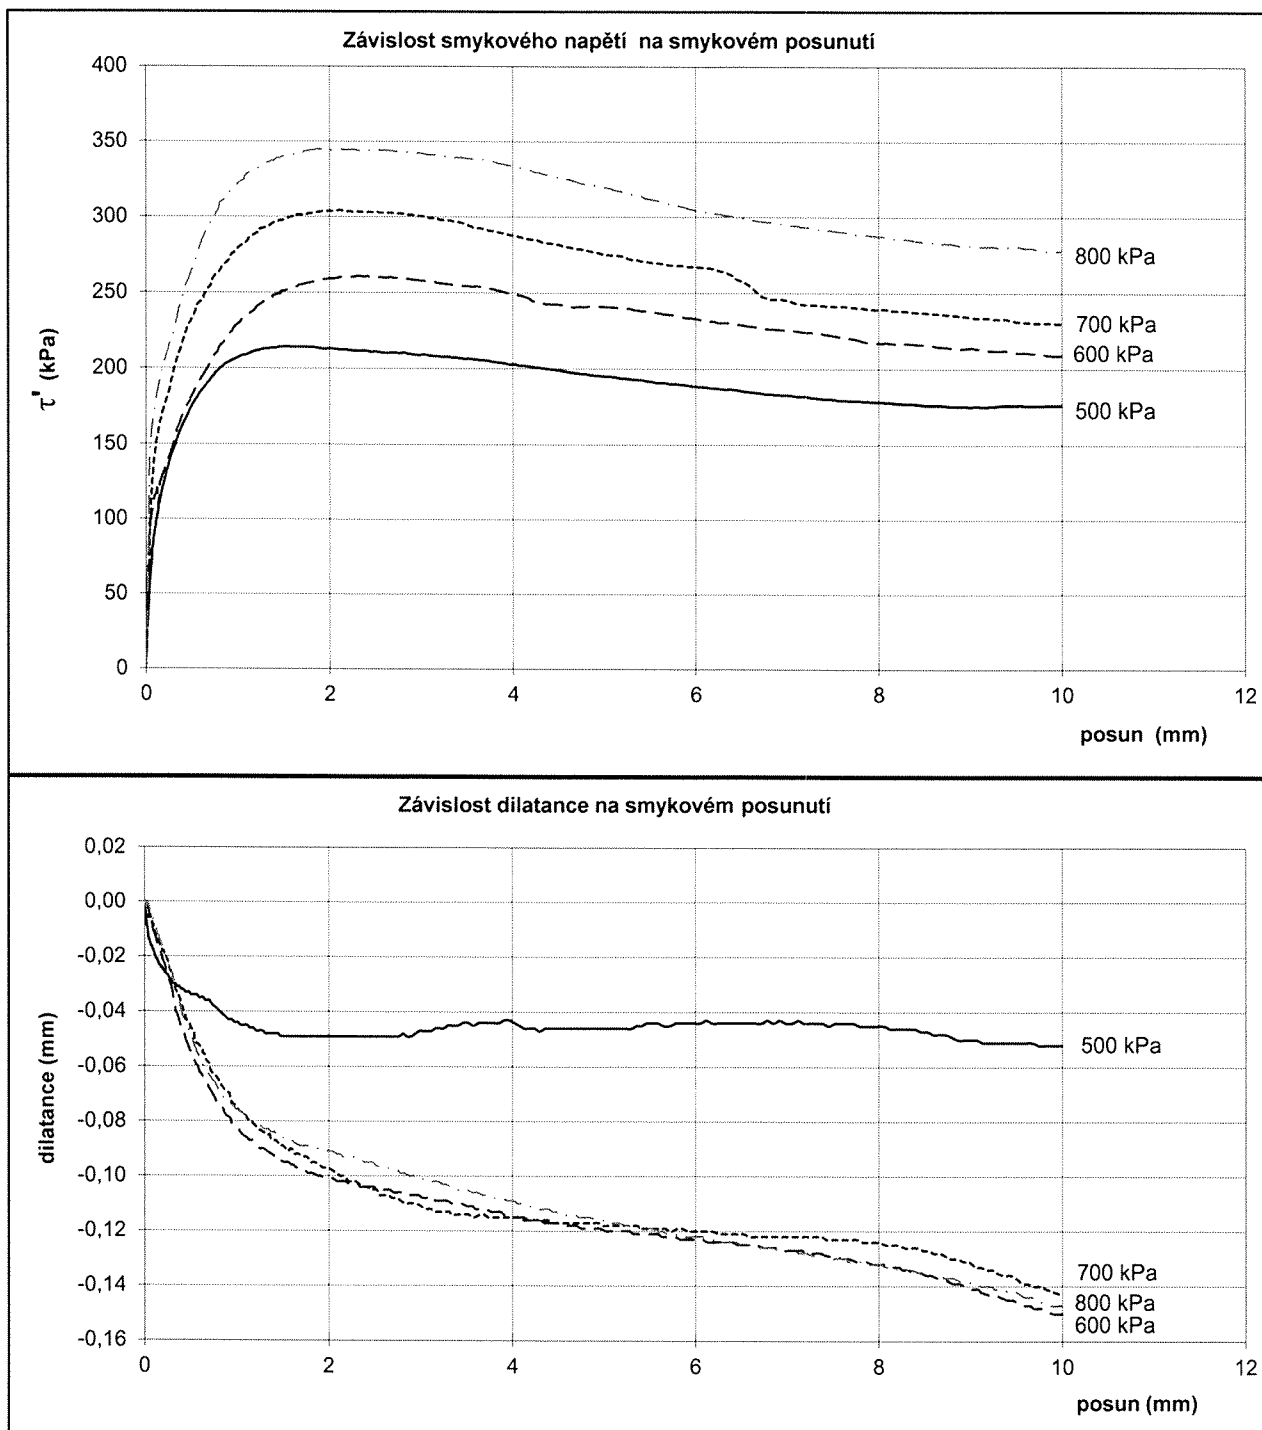 Závislost smykového napětí na smykovém posunutí
400
350
300
250
200
150
100
50
0
τ' (kPa)
800 kPa
700 kPa
600 kPa
500 kPa
0 2 4 6 8 10 12
posun (mm)
Závislost dilatance na smykovém posunutí
0,02
0,00
-0,02
-0,04
-0,06
-0,08
-0,10
-0,12
-0,14
-0,16
dilatance (mm)
500 kPa
700 kPa
800 kPa
600 kPa
0 2 4 6 8 10 12
posun (mm)